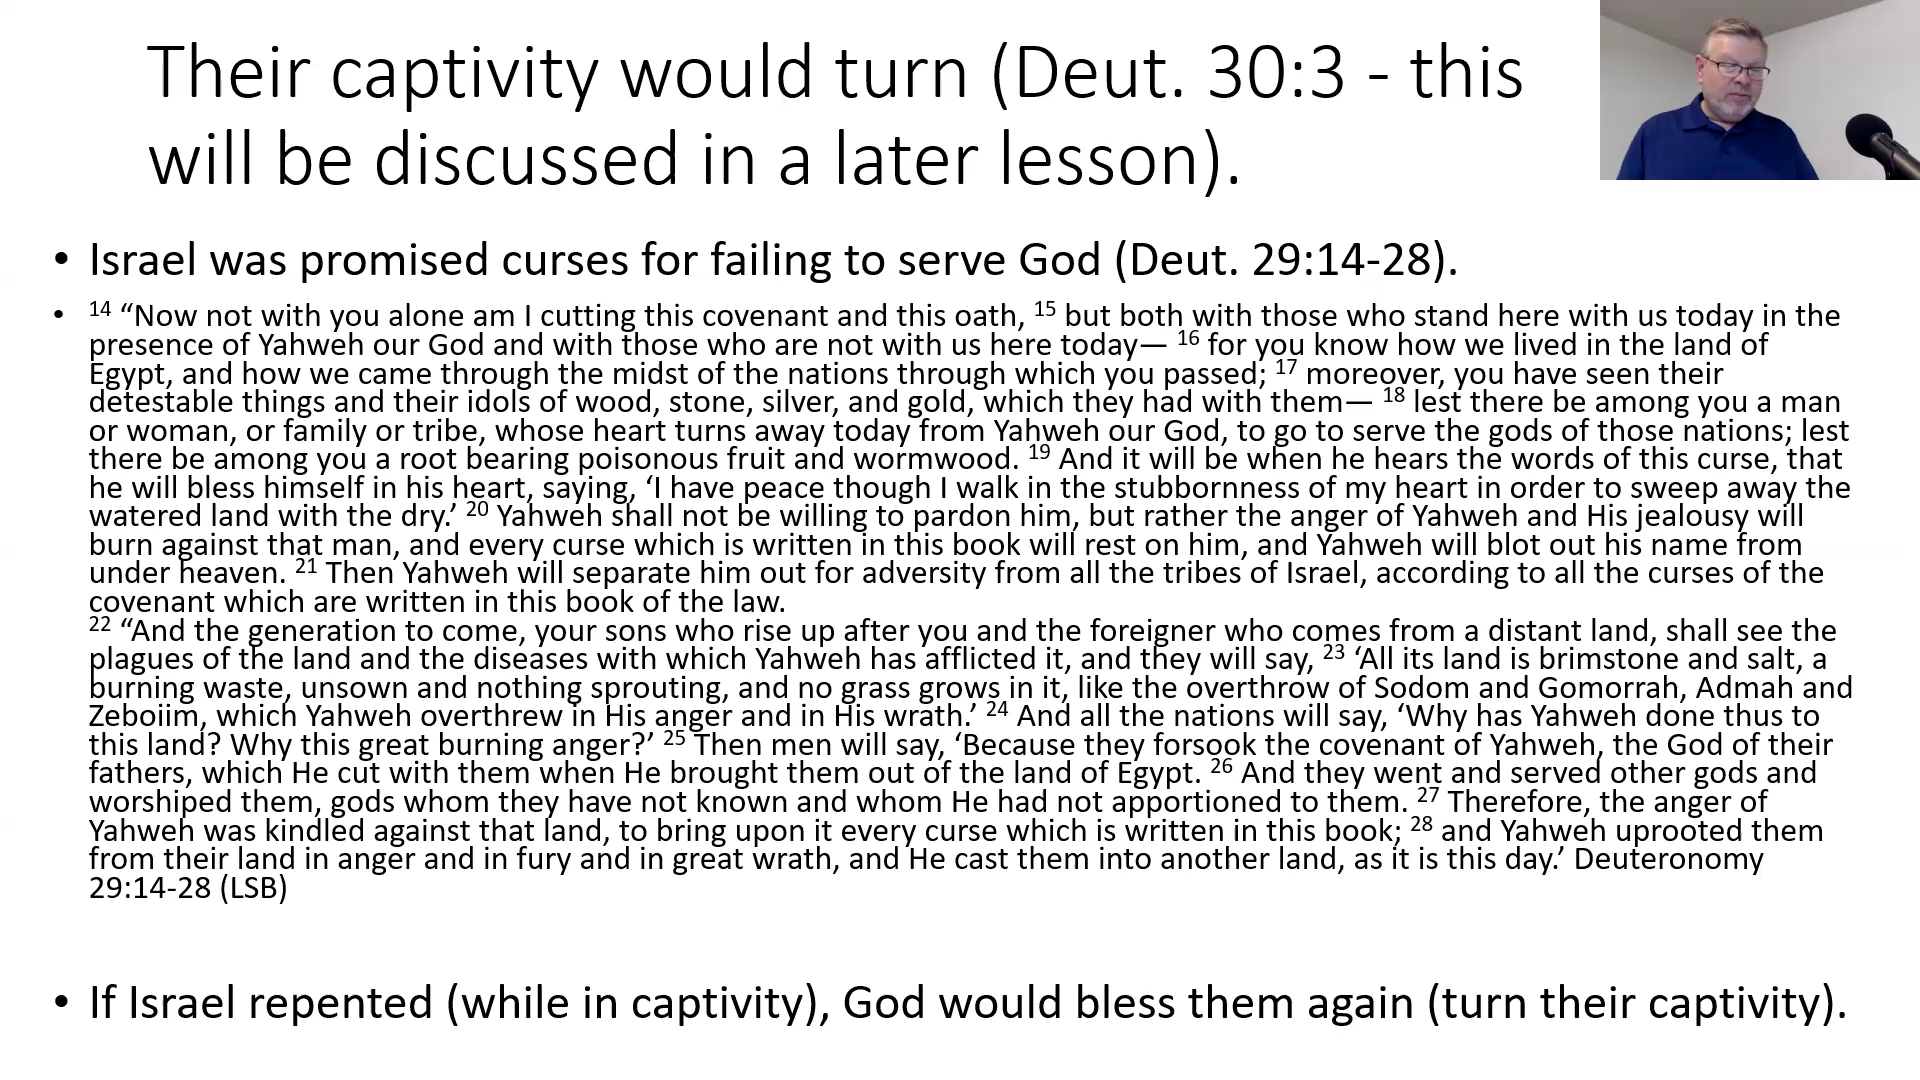 Their captivity would turn (Deut. 30:3 - this
will be discussed in a later lesson).
• Israel was promised curses for failing to serve God (Deut. 29:14-28).
• 14 “Now not with you alone am I cutting this covenant and this oath, 15 but both with those who stand here with us today in the
presence of Yahweh our God and with those who are not with us here today— 16 for you know how we lived in the land of
Egypt, and how we came through the midst of the nations through which you passed; 17 moreover, you have seen their
detestable things and their idols of wood, stone, silver, and gold, which they had with them— 18 lest there be among you a man
or woman, or family or tribe, whose heart turns away today from Yahweh our God, to go to serve the gods of those nations; lest
there be among you a root bearing poisonous fruit and wormwood. 19 And it will be when he hears the words of this curse, that
he will bless himself in his heart, saying, ‘I have peace though I walk in the stubbornness of my heart in order to sweep away the
watered land with the dry.’ 20 Yahweh shall not be willing to pardon him, but rather the anger of Yahweh and His jealousy will
burn against that man, and every curse which is written in this book will rest on him, and Yahweh will blot out his name from
under heaven. 21 Then Yahweh will separate him out for adversity from all the tribes of Israel, according to all the curses of the
covenant which are written in this book of the law.
22 “And the generation to come, your sons who rise up after you and the foreigner who comes from a distant land, shall see the
plagues of the land and the diseases with which Yahweh has afflicted it, and they will say, 23 ‘All its land is brimstone and salt, a
burning waste, unsown and nothing sprouting, and no grass grows in it, like the overthrow of Sodom and Gomorrah, Admah and
Zeboiim, which Yahweh overthrew in His anger and in His wrath.’ 24 And all the nations will say, ‘Why has Yahweh done thus to
this land? Why this great burning anger?’ 25 Then men will say, ‘Because they forsook the covenant of Yahweh, the God of their
fathers, which He cut with them when He brought them out of the land of Egypt. 26 And they went and served other gods and
worshiped them, gods whom they have not known and whom He had not apportioned to them. 27 Therefore, the anger of
Yahweh was kindled against that land, to bring upon it every curse which is written in this book; 28 and Yahweh uprooted them
from their land in anger and in fury and in great wrath, and He cast them into another land, as it is this day.’ Deuteronomy
29:14-28 (LSB)
• If Israel repented (while in captivity), God would bless them again (turn their captivity).